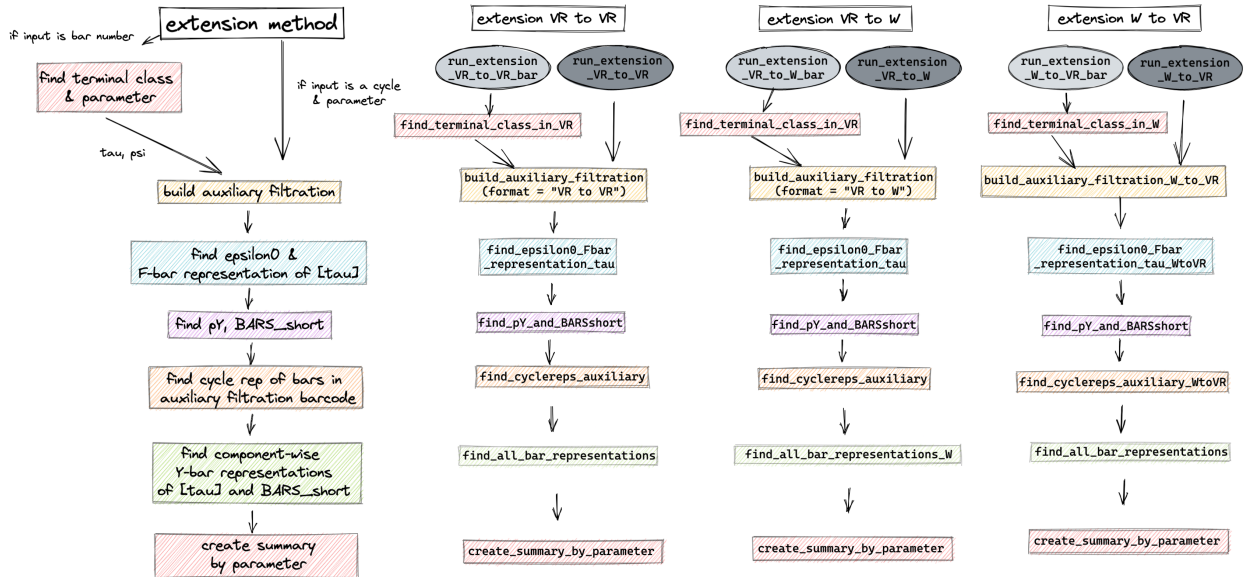 extension method
if input is bar number
find terminal class
& parameter
if input is a cycle
& parameter
tau, psi
build auxiliary filtration
find epsilon0 &
F-bar representation of [tau]
find pY, BARS_short
find cycle rep of bars in
auxiliary filtration barcode
find component-wise
Y-bar representations
of [tau] and BARS_short
create summary
by parameter
extension VR to VR
run_extension
_VR_to_VR_bar
run_extension
_VR_to_VR
find_terminal_class_in_VR
build_auxiliary_filtration
(format = "VR to VR")
find_epsilon0_Fbar
_representation_tau
find_pY_and_BARSshort
find_cyclereps_auxiliary
find_all_bar_representations
create_summary_by_parameter
extension VR to W
run_extension
_VR_to_W_bar
run_extension
_VR_to_W
find_terminal_class_in_VR
build_auxiliary_filtration
(format = "VR to W")
find_epsilon0_Fbar
_representation_tau
find_pY_and_BARSshort
find_cyclereps_auxiliary
find_all_bar_representations_W
create_summary_by_parameter
extension W to VR
run_extension
_W_to_VR_bar
run_extension
_W_to_VR
find_terminal_class_in_W
build_auxiliary_filtration_W_to_VR
find_epsilon0_Fbar
_representation_tau_WtoVR
find_pY_and_BARSshort
find_cyclereps_auxiliary_WtoVR
find_all_bar_representations
create_summary_by_parameter